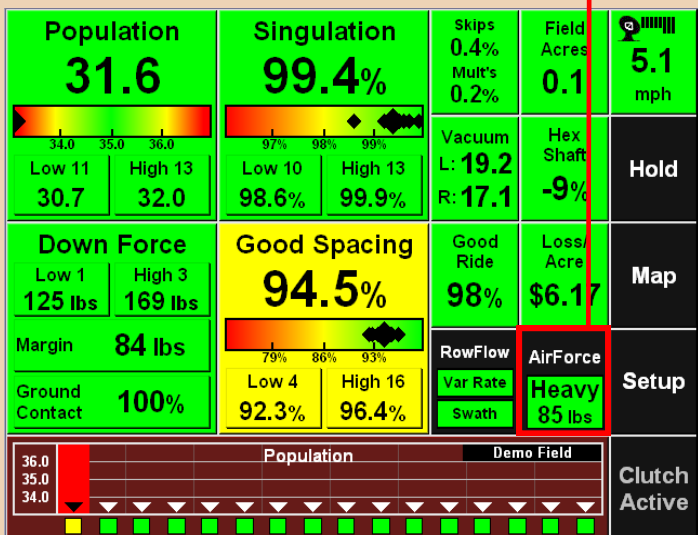 Population
31.6
34.0 35.0 36.0
Low 11 High 13
30.7 32.0
Singulation
99.4%
97% 98% 99%
Low 10 High 13
98.6% 99.9%
Skips
0.4%
Mult's
0.2%
Field
Acres
0.1
5.1
mph
Vacuum
L: 19.2
R: 17.1
Hex
Shaft
-9%
Hold
Down Force
Low 1 High 3
125 lbs 169 lbs
Margin 84 lbs
Ground
Contact 100%
Good Spacing
94.5%
79% 86% 93%
Low 4 High 16
92.3% 96.4%
Good
Ride
98%
Loss/
Acre
$6.17
Map
RowFlow
Var Rate
Swath
AirForce
Heavy
85 lbs
Setup
Population Demo Field
36.0
35.0
34.0
Clutch
Active